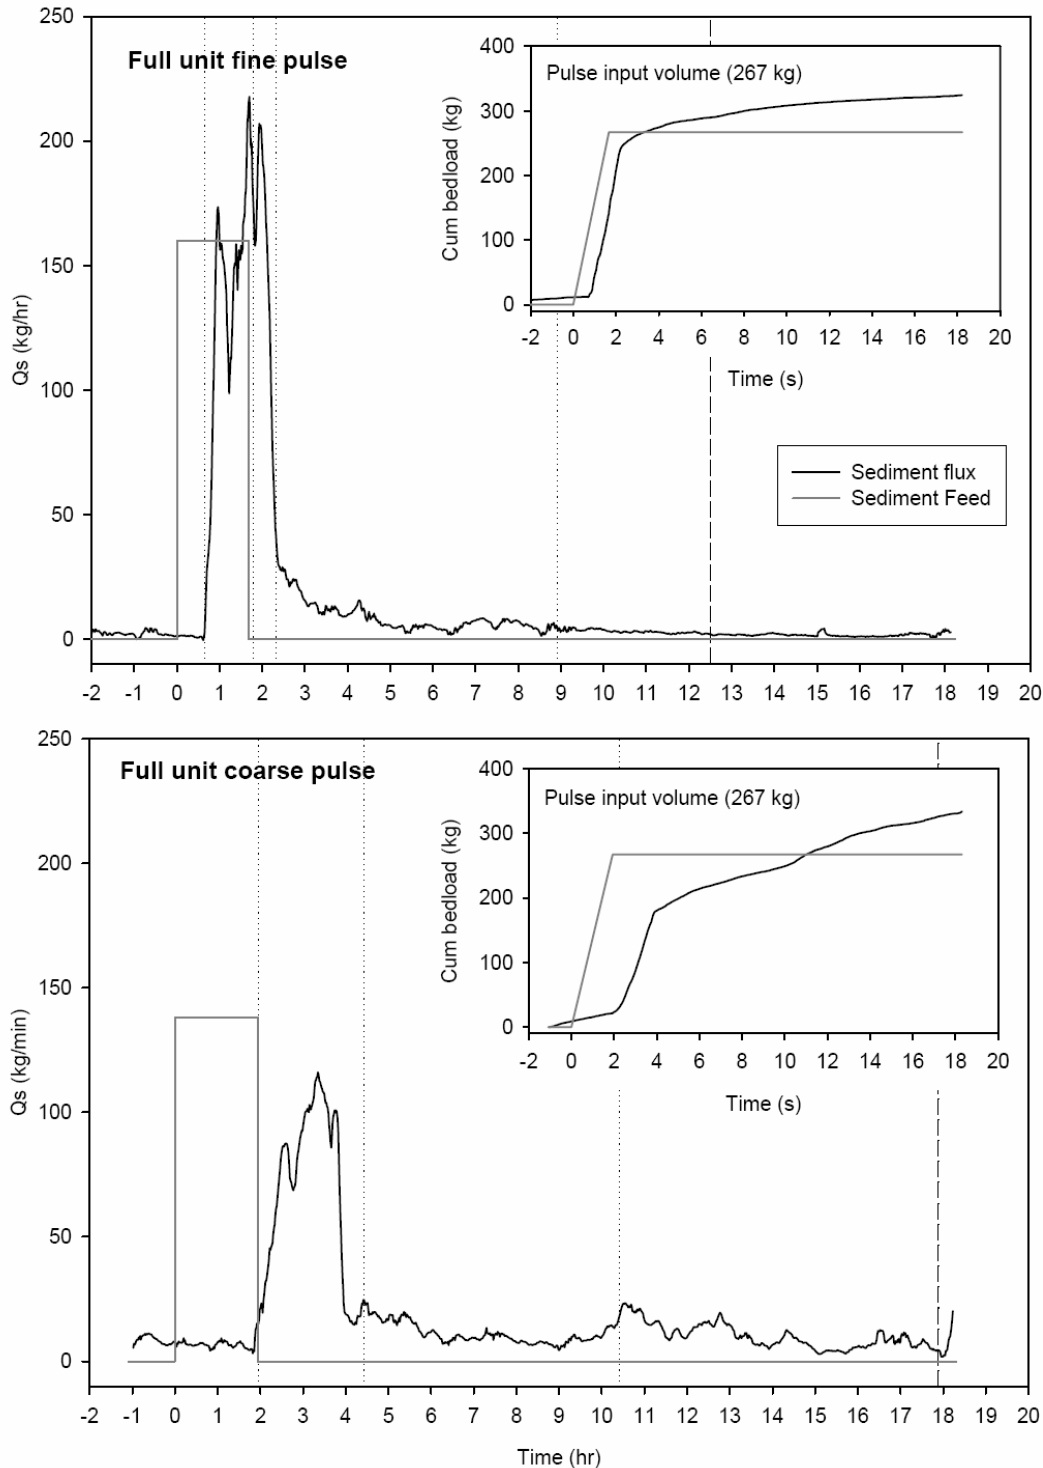 250
Full unit fine pulse
200
150
100
50
0
Qs (kg/hr)
-2 -1 0 1 2 3 4 5 6 7 8 9 10 11 12 13 14 15 16 17 18 19 20
400
Pulse input volume (267 kg)
300
200
100
0
Cum bedload (kg)
-2 0 2 4 6 8 10 12 14 16 18 20
Time (s)
Sediment flux
Sediment Feed
250
Full unit coarse pulse
200
150
100
50
0
Qs (kg/min)
-2 -1 0 1 2 3 4 5 6 7 8 9 10 11 12 13 14 15 16 17 18 19 20
Time (hr)
400
Pulse input volume (267 kg)
300
200
100
0
Cum bedload (kg)
-2 0 2 4 6 8 10 12 14 16 18 20
Time (s)